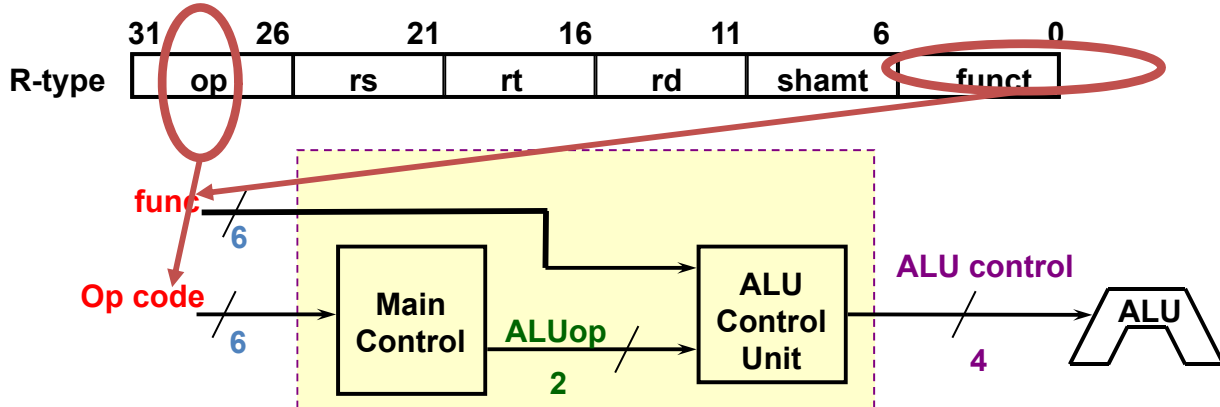 31 26 21 16 11 6 0
R-type op rs rt rd shamt funct
func
6
Op code
6
Main
Control
ALUop
2
ALU
Control
Unit
ALU control
4
ALU